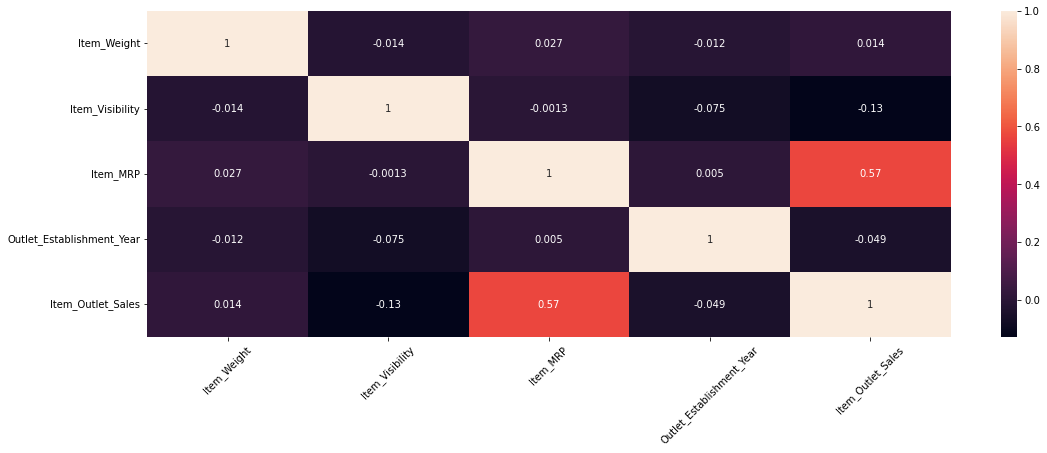 Item_Weight 1 -0.014 0.027 -0.012 0.014
Item_Visibility -0.014 1 -0.0013 -0.075 -0.13
Item_MRP 0.027 -0.0013 1 0.005 0.57
Outlet_Establishment_Year -0.012 -0.075 0.005 1 -0.049
Item_Outlet_Sales 0.014 -0.13 0.57 -0.049 1
Item_Weight
Item_Visibility
Item_MRP
Outlet_Establishment_Year
Item_Outlet_Sales
1.0
0.8
0.6
0.4
0.2
0.0